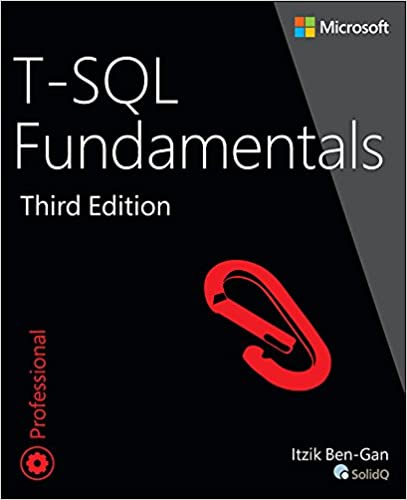 Microsoft
T-SQL
Fundamentals
Third Edition
Professional
Itzik Ben-Gan
SolidQ